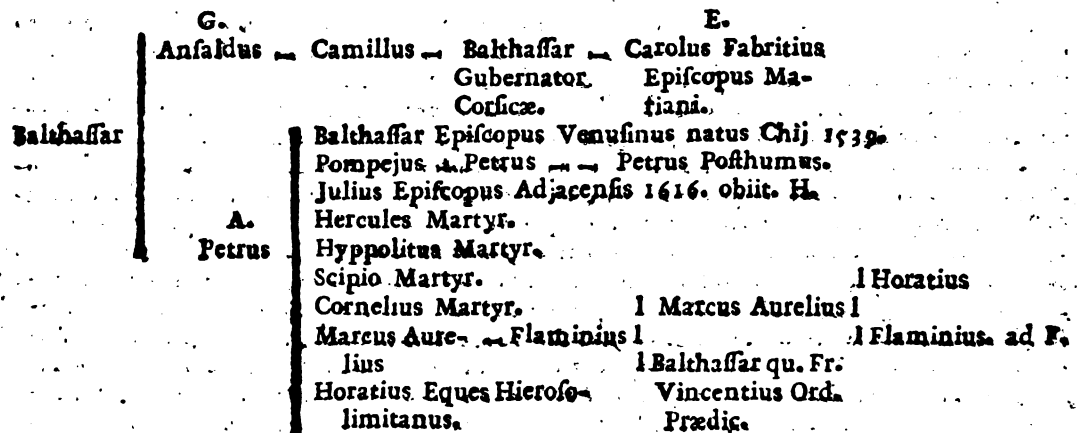 G. E.
Anſaldus — Camillus — Balthaſſar — Carolus Fabritius
Gubernator Epiſcopus Ma-
Corſicæ. tiani.
Balthaſſar Balthaſſar Epiſcopus Venuſinus natus Chij 1539.
Pompejus — Petrus — — Petrus Poſthumus.
Julius Epiſcopus Adjacenſis 1616. obiit. H.
A. Hercules Martyr.
Petrus Hyppolitus Martyr.
Scipio Martyr. l Horatius
Cornelius Martyr. l Marcus Aurelius l
Marcus Aure- — Flaminius l l Flaminius. ad F.
lius l Balthaſſar qu. Fr.
Horatius Eques Hieroſo- Vincentius Ord.
limitanus. Prædic.